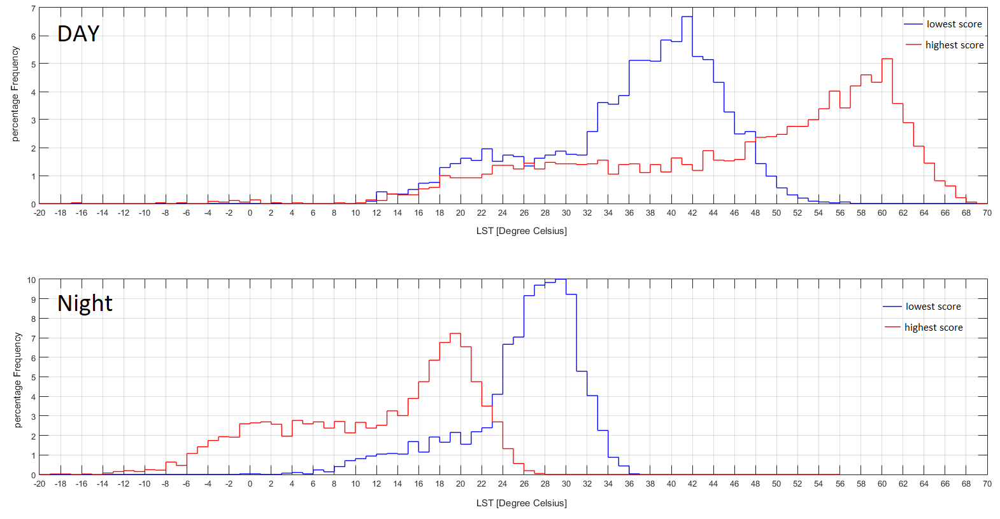 DAY
percentage Frequency
7
6
5
4
3
2
1
0
lowest score
highest score
-20 -18 -16 -14 -12 -10 -8 -6 -4 -2 0 2 4 6 8 10 12 14 16 18 20 22 24 26 28 30 32 34 36 38 40 42 44 46 48 50 52 54 56 58 60 62 64 66 68 70
LST [Degree Celsius]
Night
percentage Frequency
10
9
8
7
6
5
4
3
2
1
0
lowest score
highest score
-20 -18 -16 -14 -12 -10 -8 -6 -4 -2 0 2 4 6 8 10 12 14 16 18 20 22 24 26 28 30 32 34 36 38 40 42 44 46 48 50 52 54 56 58 60 62 64 66 68 70
LST [Degree Celsius]